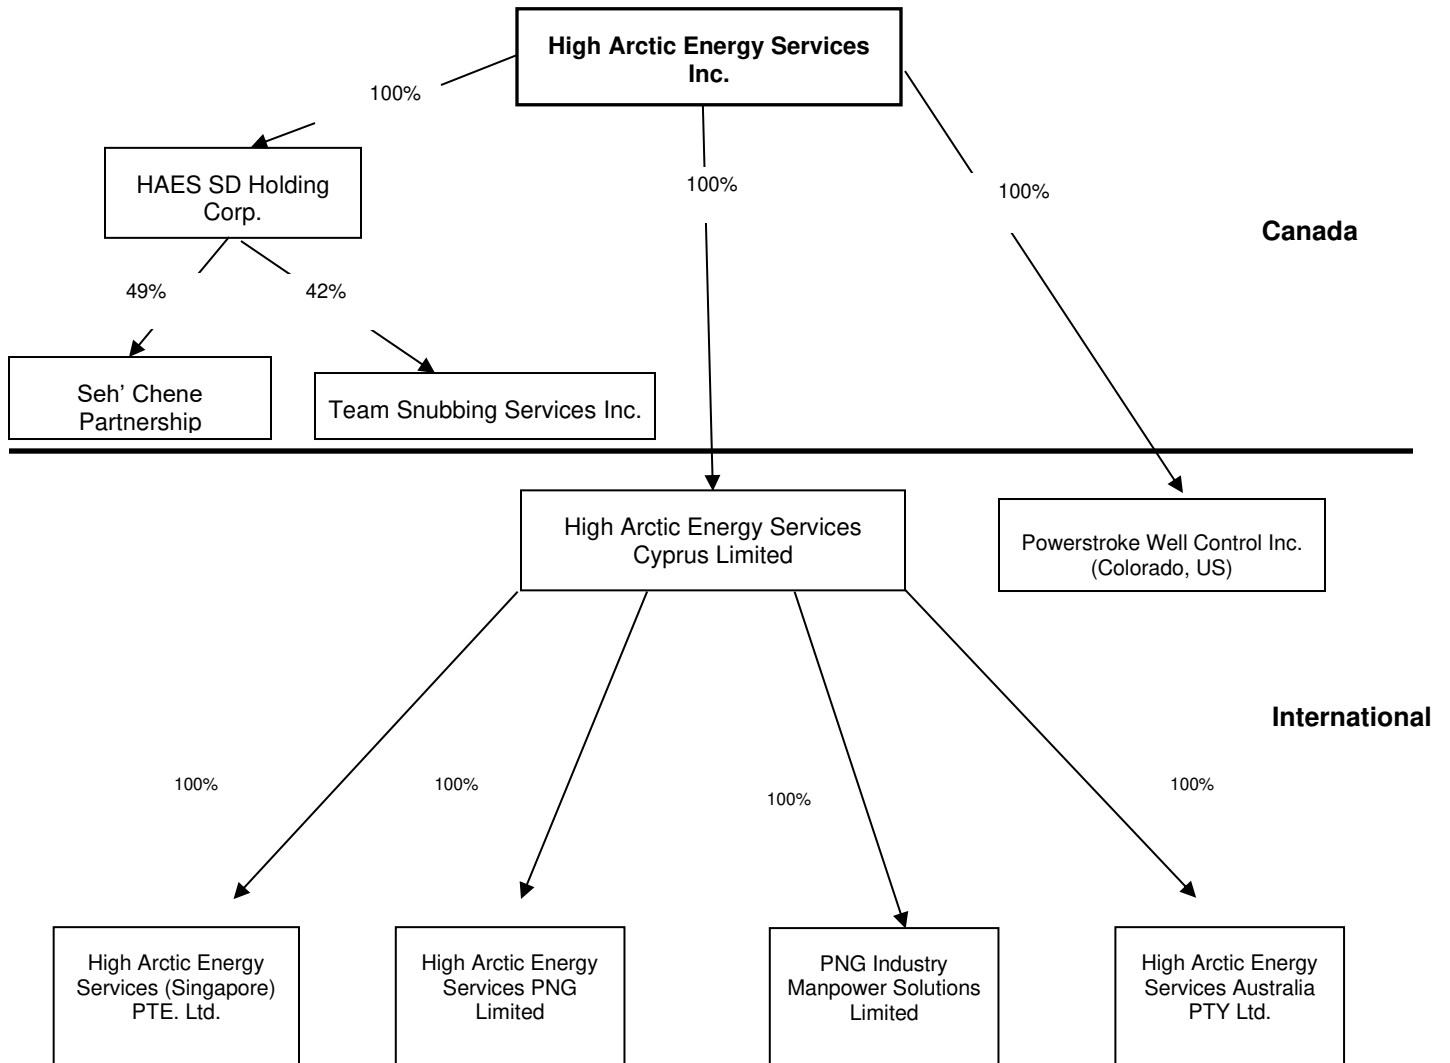 High Arctic Energy Services
Inc.
100%
HAES SD Holding
Corp.
100%
100%
Canada
49%
42%
Seh’ Chene
Partnership
Team Snubbing Services Inc.
High Arctic Energy Services
Cyprus Limited
Powerstroke Well Control Inc.
(Colorado, US)
International
100%
100%
100%
100%
High Arctic Energy
Services (Singapore)
PTE. Ltd.
High Arctic Energy
Services PNG
Limited
PNG Industry
Manpower Solutions
Limited
High Arctic Energy
Services Australia
PTY Ltd.